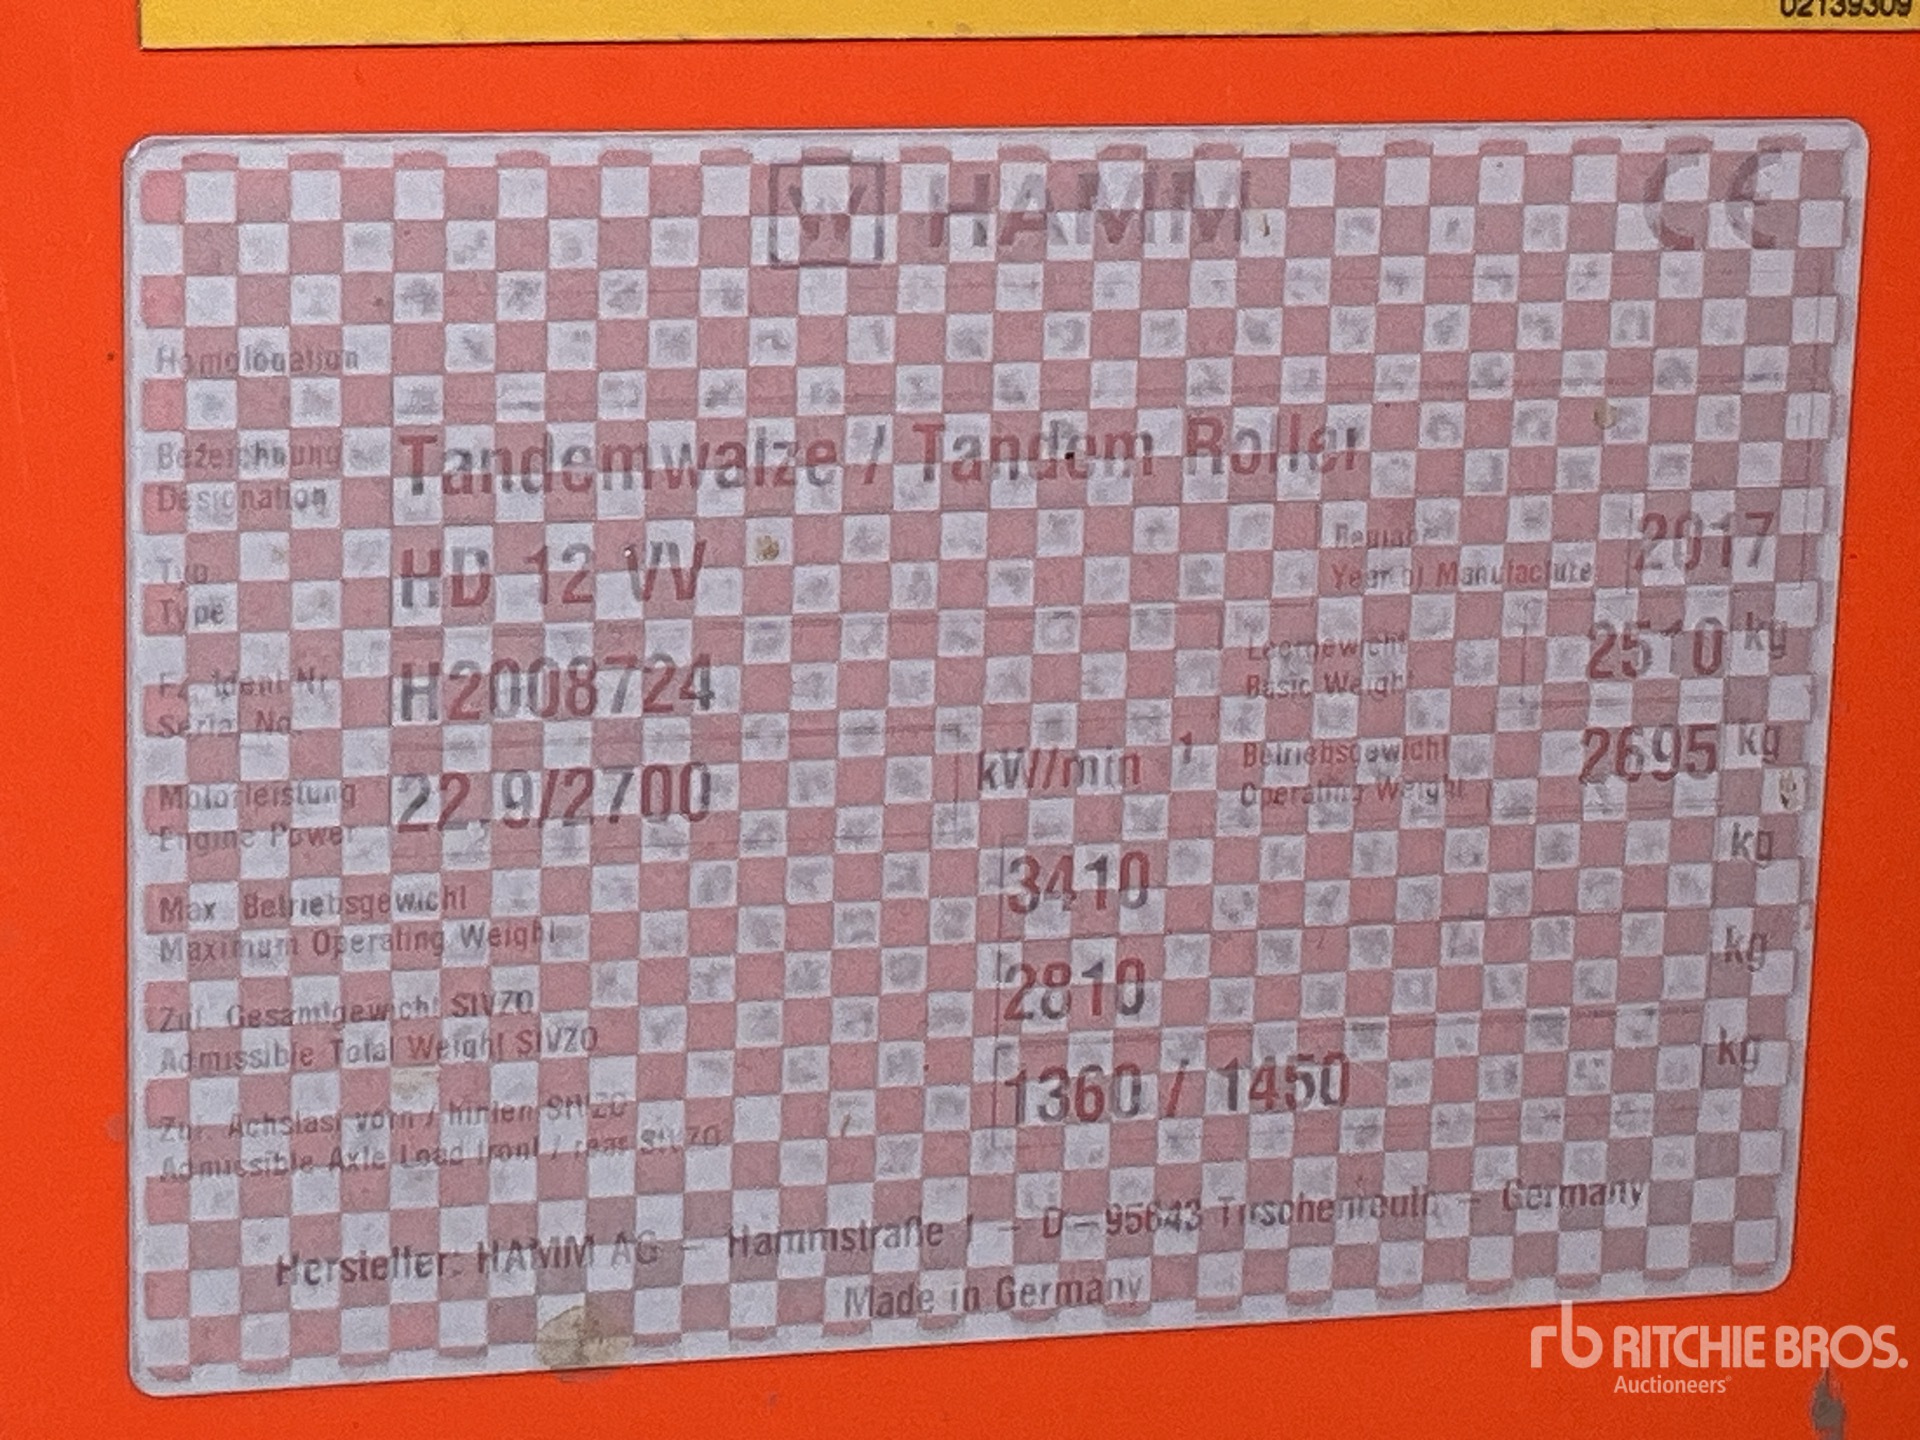 02139309
HAMM CE
Homologation
Bezeichnung
Designation
Tandemwalze / Tandem Roller
Typ
Type
HD 12 VV
Baujahr
Year of Manufacture
2017
Fz.-Ident-Nr.
Serial No.
H2008724
Leergewicht
Basic Weight
2510 kg
Motorleistung
Engine Power
22.9/2700 kW/min
Betriebsgewicht
Operating Weight
2695 kg
Max. Betriebsgewicht
Maximum Operating Weight
3410 kg
Zul. Gesamtgewicht StVZO
Admissible Total Weight StVZO
2810 kg
Zul. Achslast vorn / hinten StVZO
Admissible Axle Load front / rear StVZO
1360 / 1450 kg
Hersteller: HAMM AG – Hammstraße 1 – D–95643 Tirschenreuth – Germany
Made in Germany
rb RITCHIE BROS.
Auctioneers